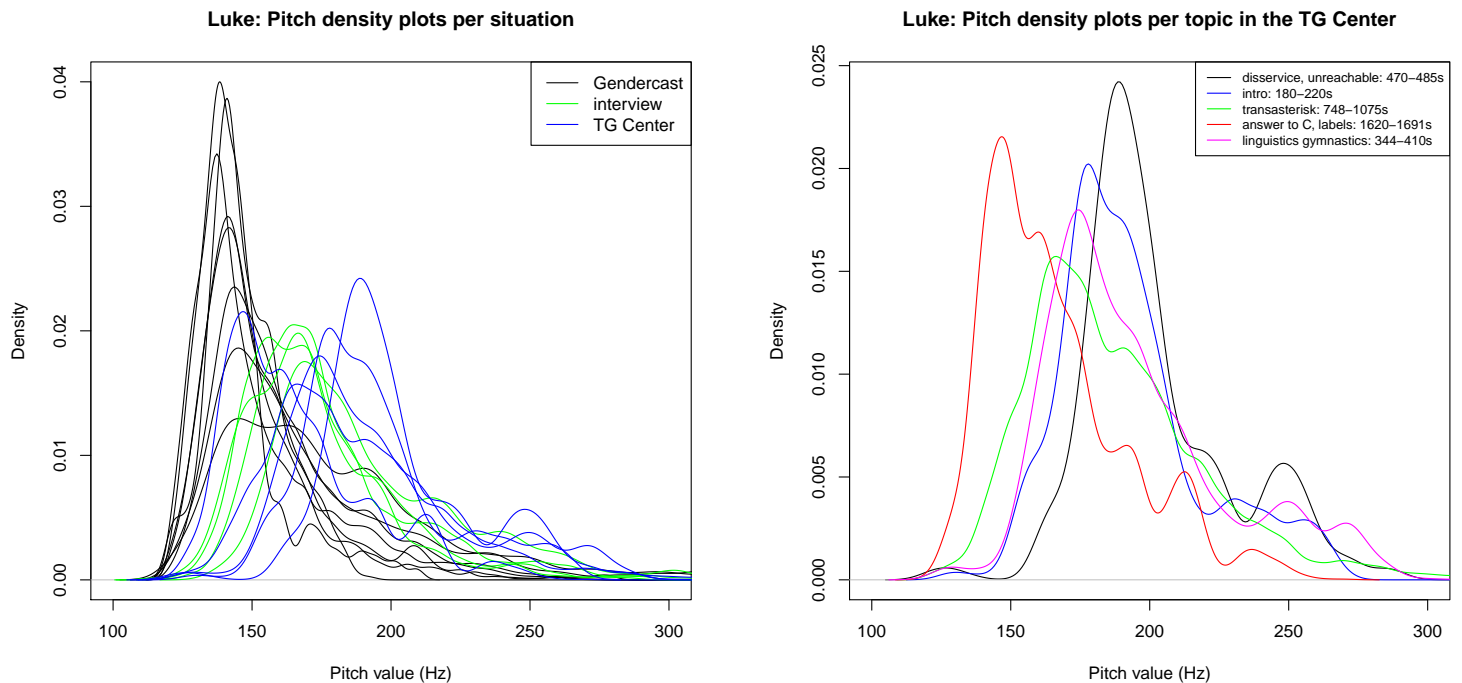 Luke: Pitch density plots per situation
Density
0.04
0.03
0.02
0.01
0.00
Gendercast
interview
TG Center
100
150
200
250
300
Pitch value (Hz)
Luke: Pitch density plots per topic in the TG Center
Density
0.025
0.020
0.015
0.010
0.005
0.000
disservice, unreachable: 470−485s
intro: 180−220s
transasterisk: 748−1075s
answer to C, labels: 1620−1691s
linguistics gymnastics: 344−410s
100
150
200
250
300
Pitch value (Hz)